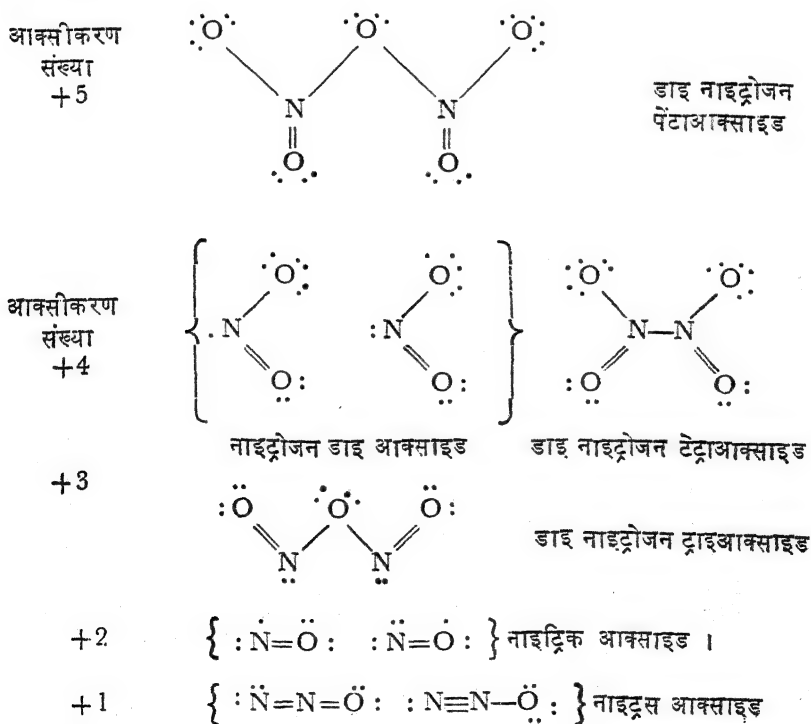 आक्सीकरण
संख्या
+5
डाइ नाइट्रोजन
पेंटाआक्साइड
O O O
N N
O O
आक्सीकरण
संख्या
+4
O O O O
N N N—N
O O O O
नाइट्रोजन डाइ आक्साइड डाइ नाइट्रोजन टेट्राआक्साइड
+3
O O O
N N
डाइ नाइट्रोजन ट्राइआक्साइड
+2 { :Ṅ=Ö: :N̈=Ȯ: } नाइट्रिक आक्साइड ।
+1 { :N̈=N=Ö: :N≡N—Ö: } नाइट्रस आक्साइड